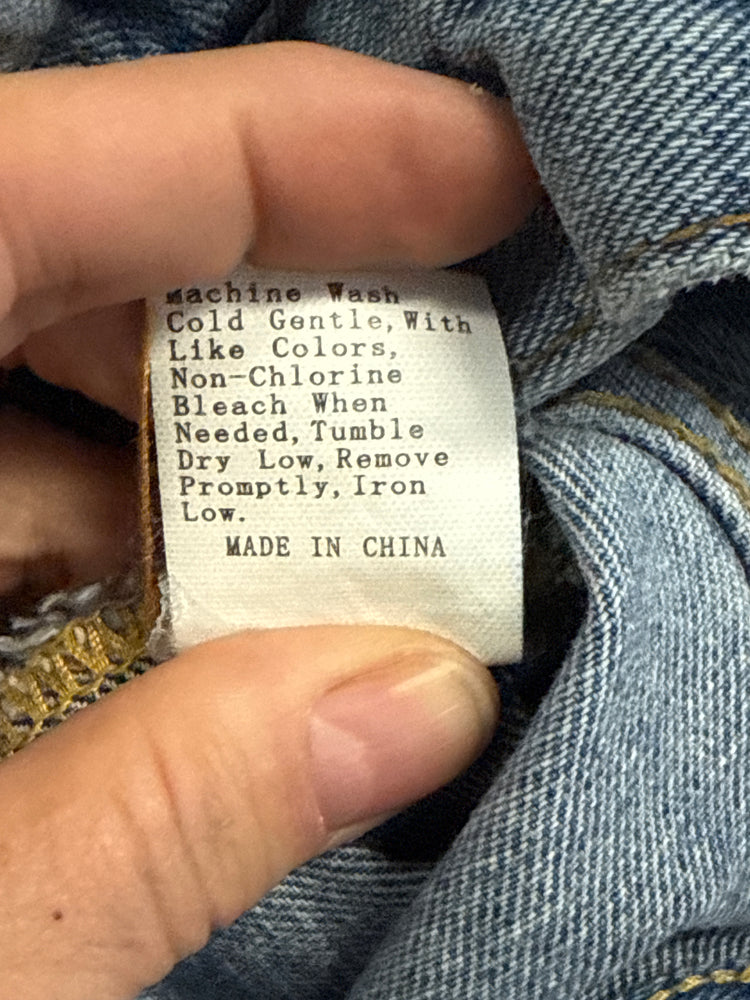 Machine Wash
Cold Gentle, With
Like Colors,
Non-Chlorine
Bleach When
Needed, Tumble
Dry Low, Remove
Promptly, Iron
Low.
MADE IN CHINA